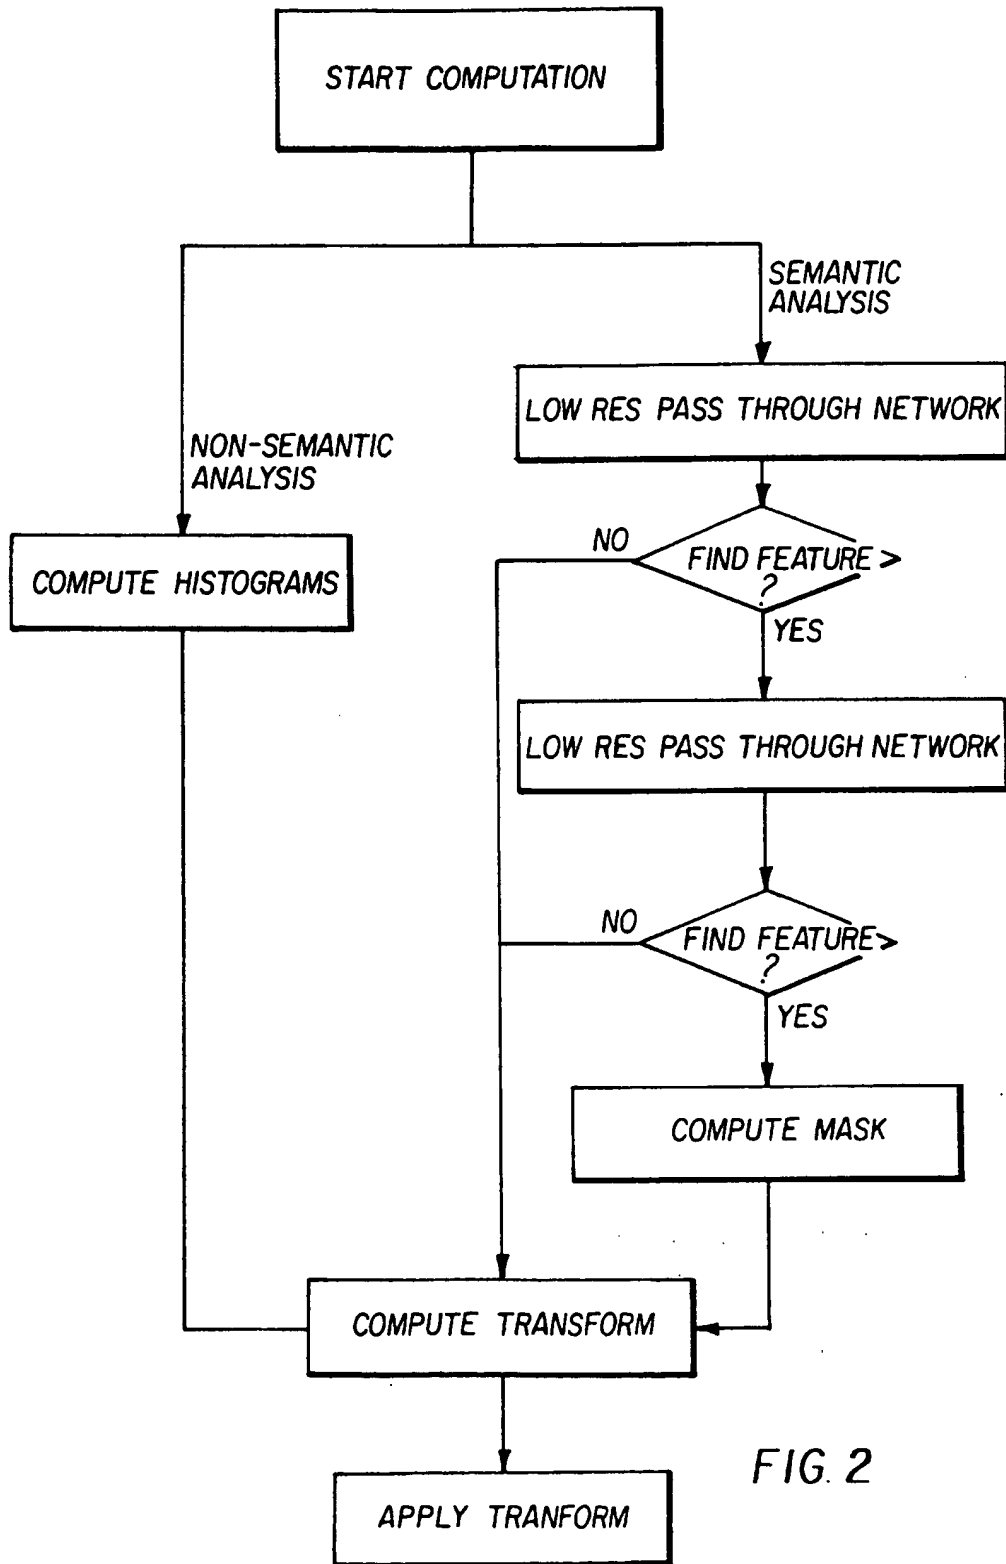 START COMPUTATION
SEMANTIC
ANALYSIS
LOW RES PASS THROUGH NETWORK
NON-SEMANTIC
ANALYSIS
NO
FIND FEATURE
?
YES
COMPUTE HISTOGRAMS
LOW RES PASS THROUGH NETWORK
NO
FIND FEATURE
?
YES
COMPUTE MASK
COMPUTE TRANSFORM
FIG. 2
APPLY TRANFORM